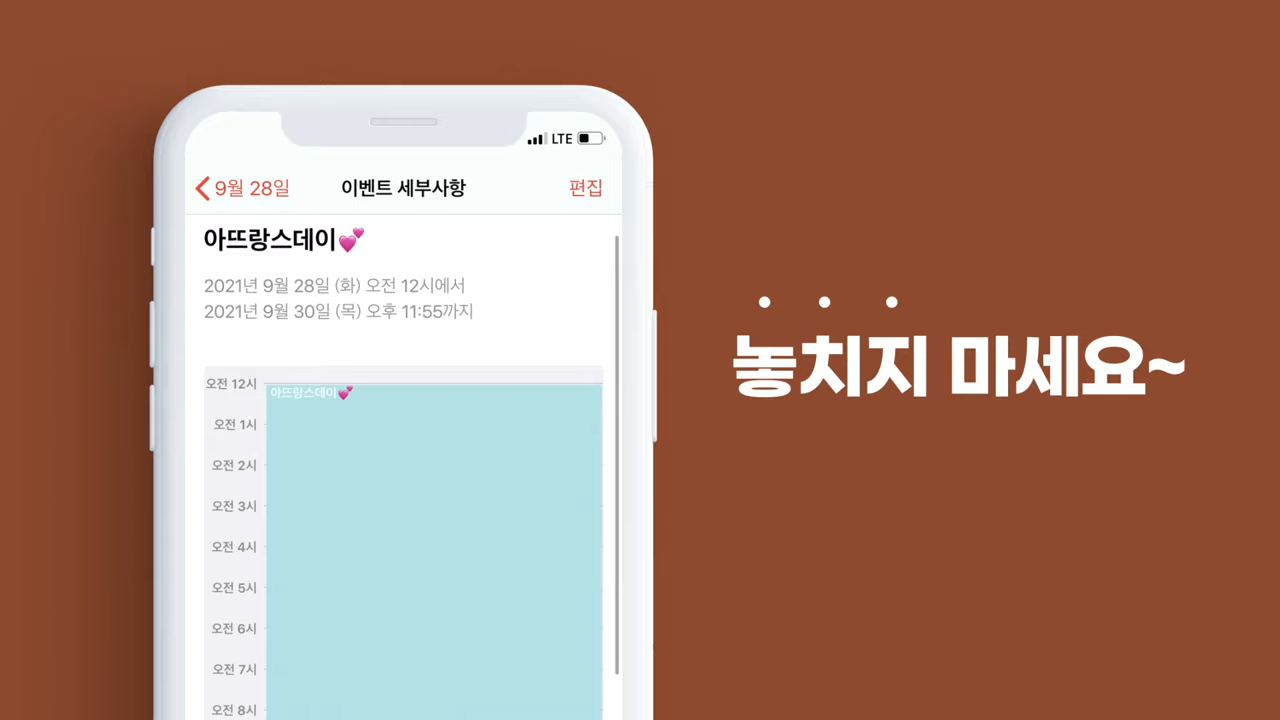 LTE
9월 28일 이벤트 세부사항 편집
아뜨랑스데이💕
2021년 9월 28일 (화) 오전 12시에서
2021년 9월 30일 (목) 오후 11:55까지
오전 12시 아뜨랑스데이💕
오전 1시
오전 2시
오전 3시
오전 4시
오전 5시
오전 6시
오전 7시
오전 8시
놓치지 마세요~